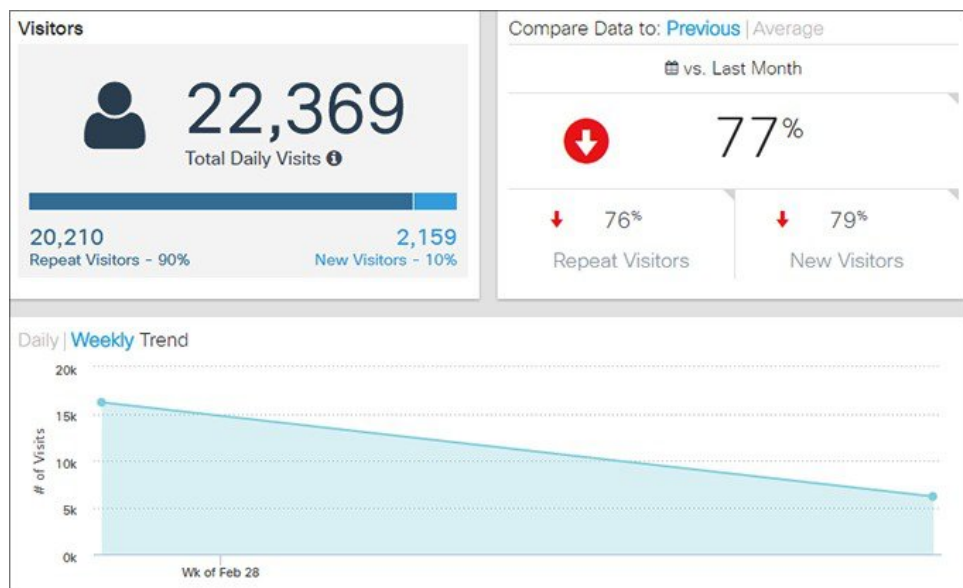 Visitors
22,369
Total Daily Visits
20,210
Repeat Visitors - 90%
2,159
New Visitors - 10%
Compare Data to: Previous | Average
vs. Last Month
77%
76%
Repeat Visitors
79%
New Visitors
Daily | Weekly Trend
# of Visits
20k
15k
10k
5k
0k
Wk of Feb 28